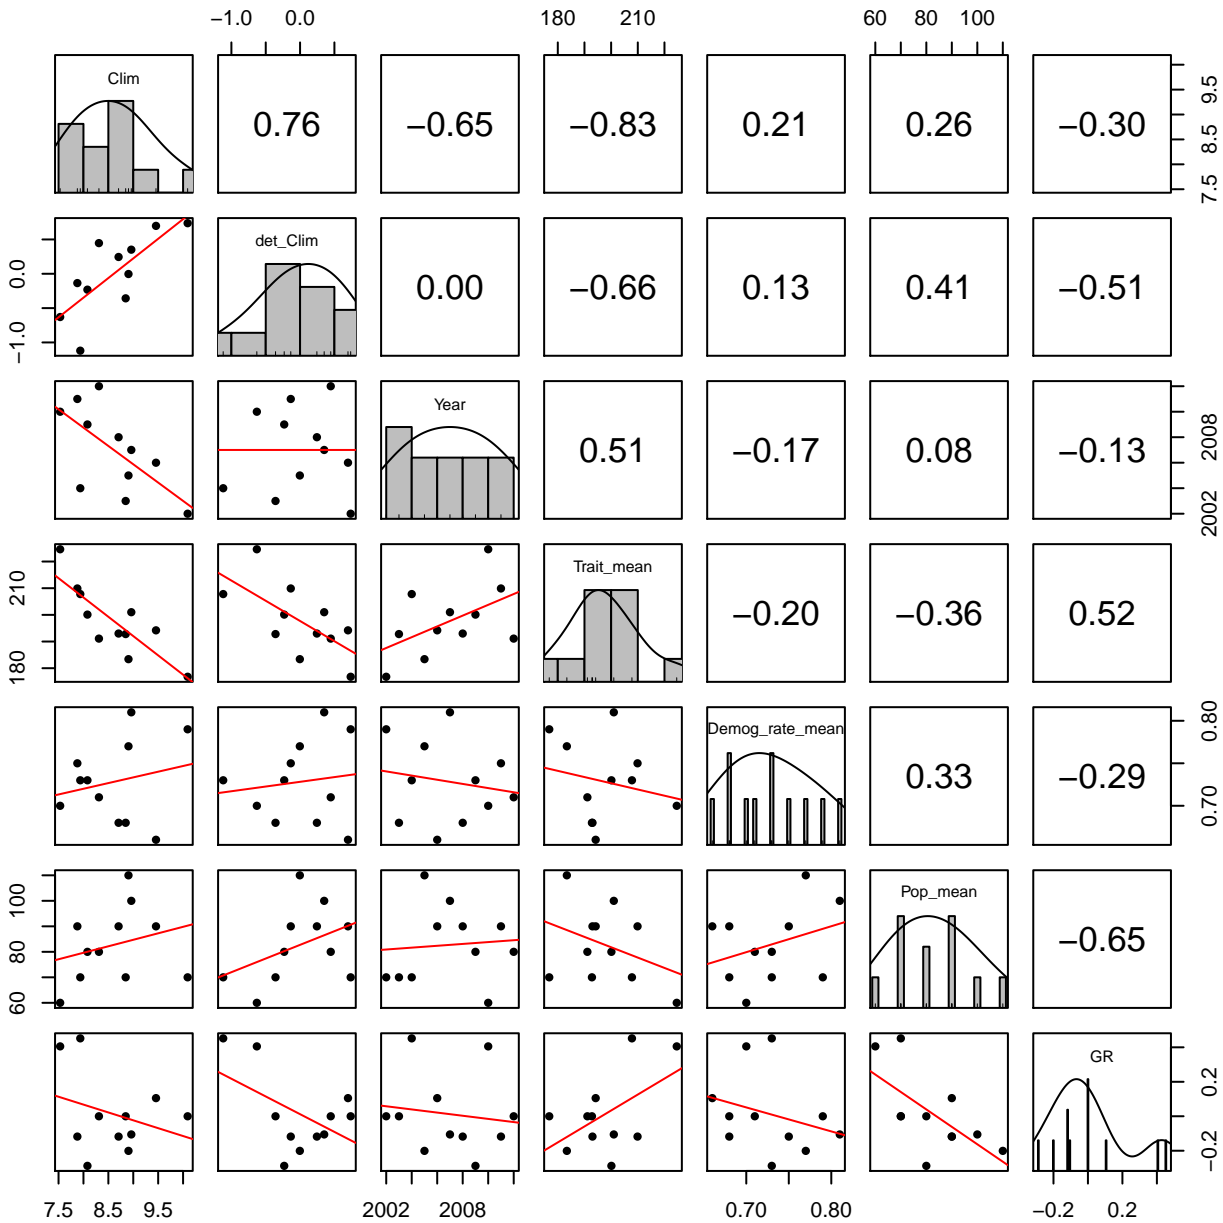 −1.0 0.0 180 210 60 80 100
Clim 0.76 −0.65 −0.83 0.21 0.26 −0.30 7.5 8.5 9.5
−1.0 0.0 det_Clim 0.00 −0.66 0.13 0.41 −0.51
Year 0.51 −0.17 0.08 −0.13 2002 2008
180 210 Trait_mean −0.20 −0.36 0.52
Demog_rate_mean 0.33 −0.29 0.70 0.80
60 80 100 Pop_mean −0.65
GR −0.2 0.2
7.5 8.5 9.5 2002 2008 0.70 0.80 −0.2 0.2